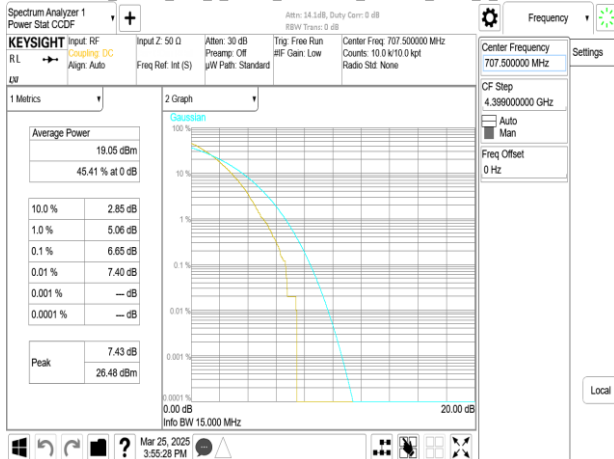 Spectrum Analyzer 1
Power Stat CCDF
Attn: 14.1dB, Duty Corr: 0 dB
RBW Trans: 0 dB
Frequency
KEYSIGHT
RL
Input: RF
Coupling: DC
Align: Auto
Input Z: 50 Ω
Freq Ref: Int (S)
Atten: 30 dB
Preamp: Off
µW Path: Standard
Trig: Free Run
#IF Gain: Low
Center Freq: 707.500000 MHz
Counts: 10.0 k/10.0 kpt
Radio Std: None
1 Metrics
Average Power
19.05 dBm
45.41 % at 0 dB
10.0 % 2.85 dB
1.0 % 5.06 dB
0.1 % 6.65 dB
0.01 % 7.40 dB
0.001 % --- dB
0.0001 % --- dB
Peak
7.43 dB
26.48 dBm
2 Graph
Gaussian
100 %
10 %
1 %
0.1 %
0.01 %
0.001 %
0.0001 %
0.00 dB
20.00 dB
Info BW 15.000 MHz
Center Frequency
707.500000 MHz
Settings
CF Step
4.399000000 GHz
Auto
Man
Freq Offset
0 Hz
Local
?
Mar 25, 2025
3:55:28 PM